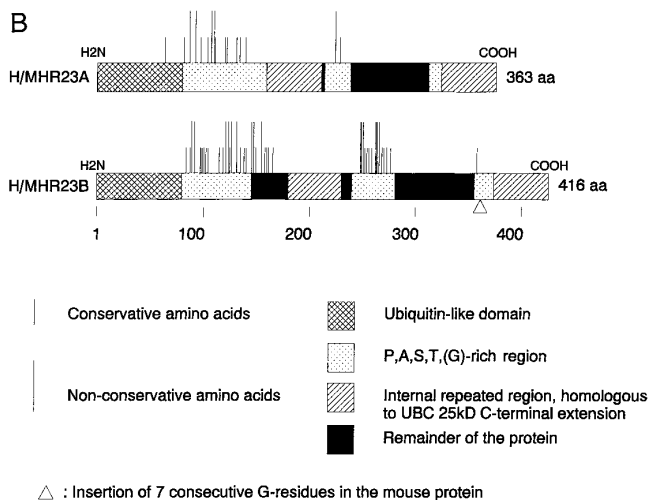 B
H2N
COOH
H/MHR23A
363 aa
H2N
COOH
H/MHR23B
416 aa
1 100 200 300 400
Conservative amino acids
Ubiquitin-like domain
P,A,S,T,(G)-rich region
Non-conservative amino acids
Internal repeated region, homologous
to UBC 25kD C-terminal extension
Remainder of the protein
△ : Insertion of 7 consecutive G-residues in the mouse protein